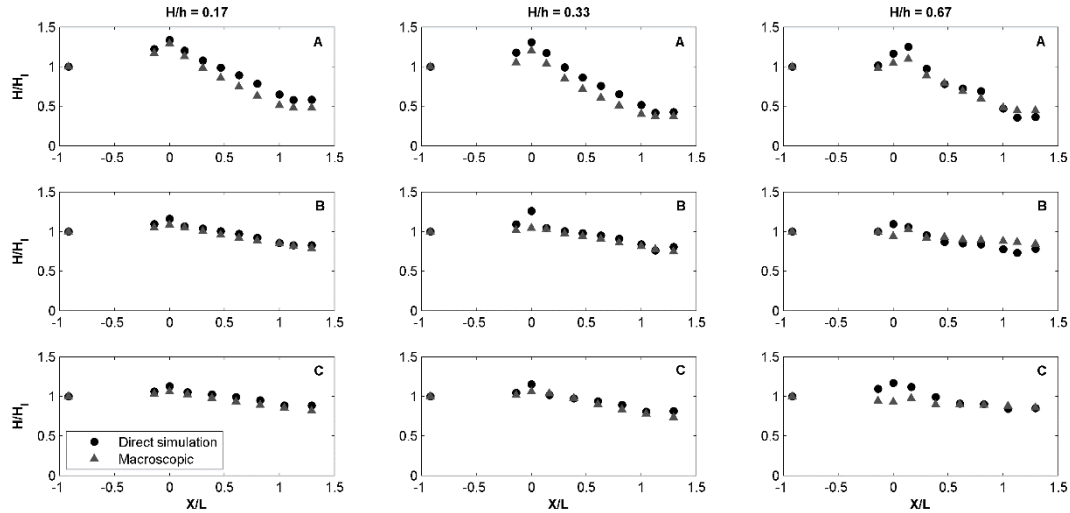 H/h = 0.17 H/h = 0.33 H/h = 0.67
1.5 A 1.5 A 1.5 A
1 1 1
H/H_I
0.5 0.5 0.5
0 0 0
-1 -0.5 0 0.5 1 1.5 -1 -0.5 0 0.5 1 1.5 -1 -0.5 0 0.5 1 1.5
1.5 B 1.5 B 1.5 B
1 1 1
H/H_I
0.5 0.5 0.5
0 0 0
-1 -0.5 0 0.5 1 1.5 -1 -0.5 0 0.5 1 1.5 -1 -0.5 0 0.5 1 1.5
1.5 C 1.5 C 1.5 C
1 1 1
H/H_I
0.5 Direct simulation 0.5 0.5
Macroscopic
0 0 0
-1 -0.5 0 0.5 1 1.5 -1 -0.5 0 0.5 1 1.5 -1 -0.5 0 0.5 1 1.5
X/L X/L X/L